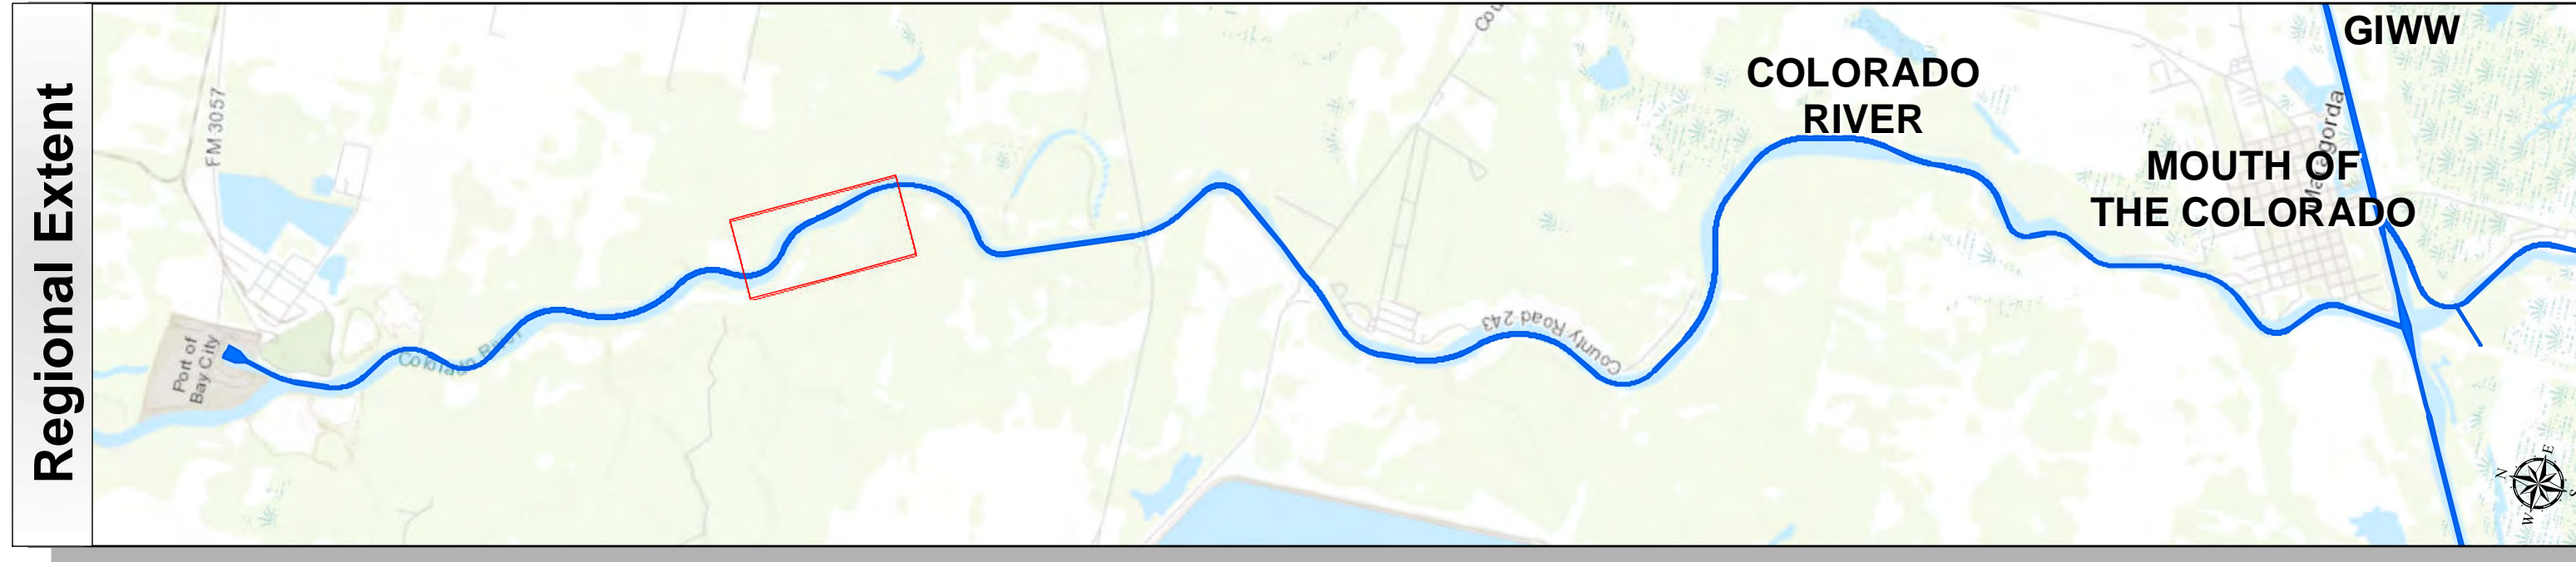 Regional Extent
FM 3057
Port of
Bay City
Colorado River
Cou
County Road 243
COLORADO
RIVER
GIWW
Matagorda
MOUTH OF
THE COLORADO
N
E
S
W